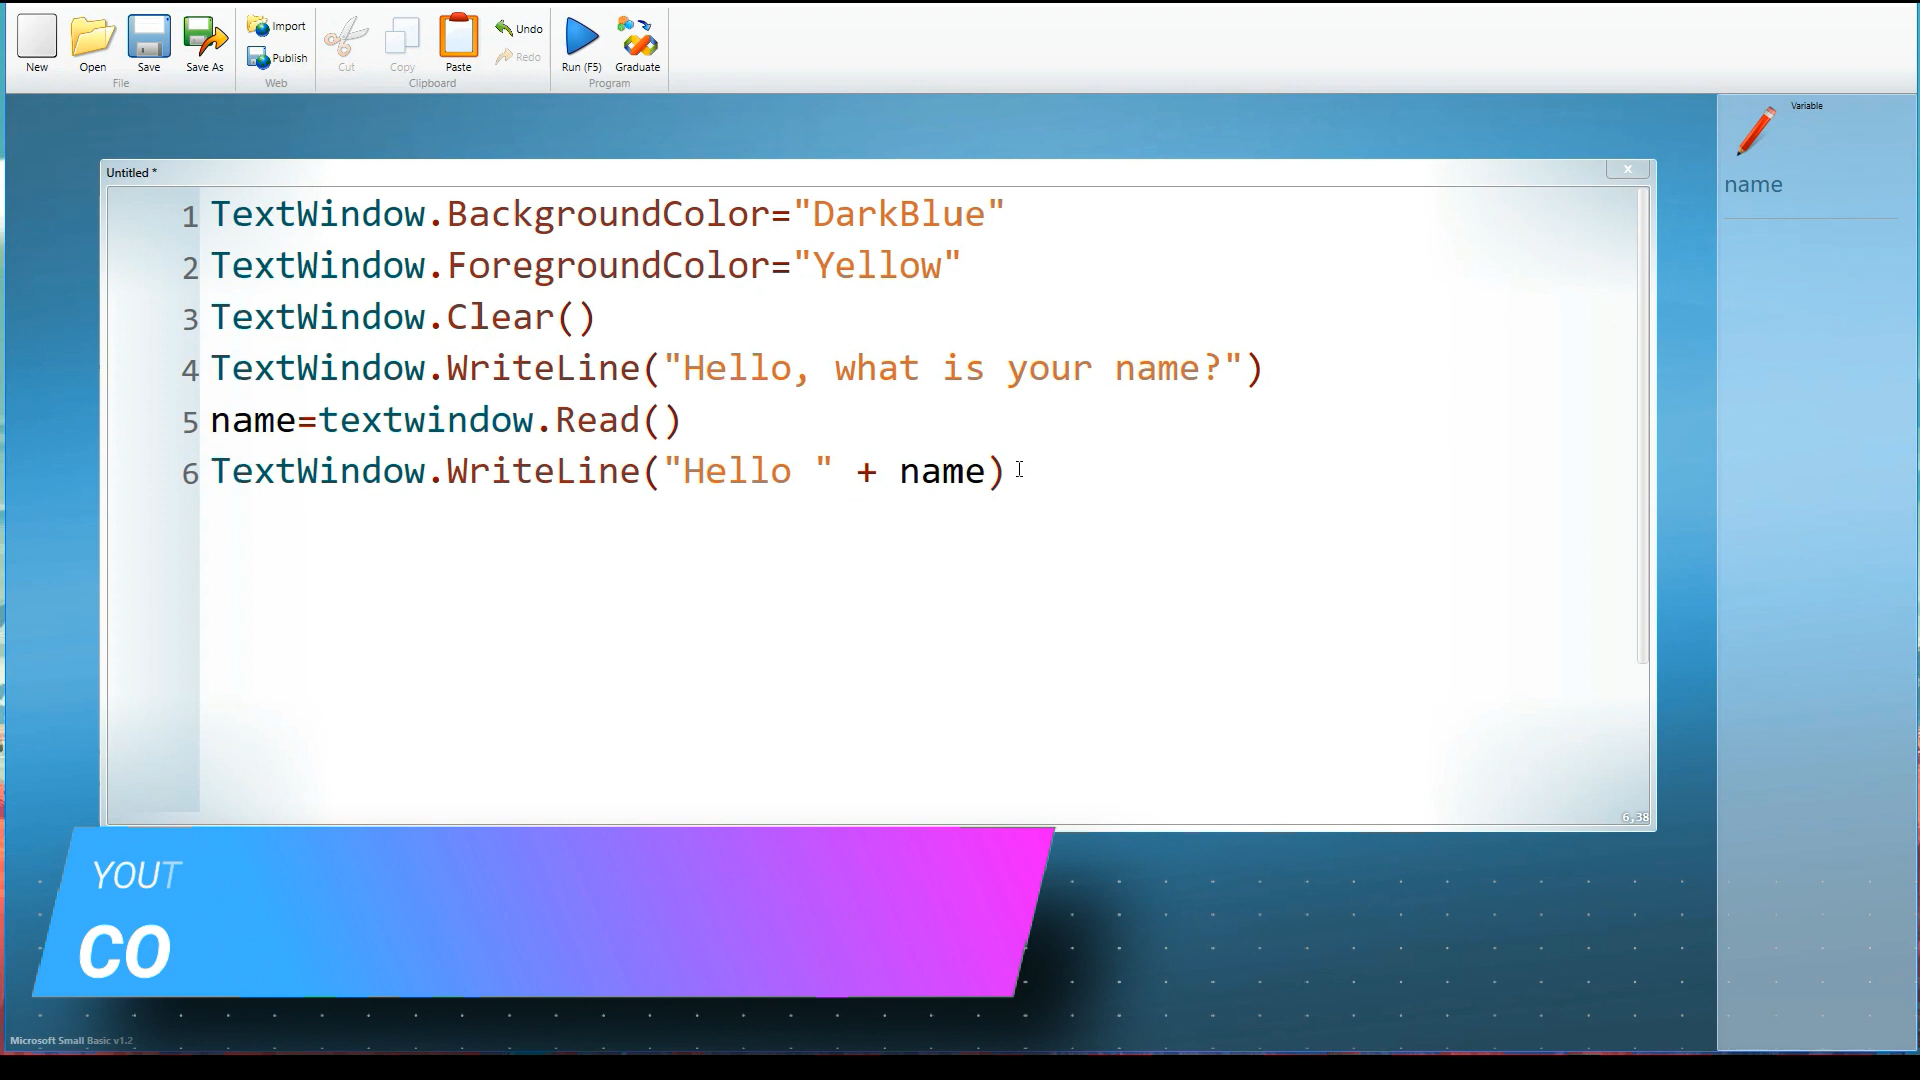 New
Open
Save
Save As
Import
Publish
Cut
Copy
Paste
Undo
Redo
Run (F5)
Graduate
File
Web
Clipboard
Program
Variable
name
Untitled *
x
1 TextWindow.BackgroundColor="DarkBlue"
2 TextWindow.ForegroundColor="Yellow"
3 TextWindow.Clear()
4 TextWindow.WriteLine("Hello, what is your name?")
5 name=textwindow.Read()
6 TextWindow.WriteLine("Hello " + name)
6,38
YOUT
CO
Microsoft Small Basic v1.2